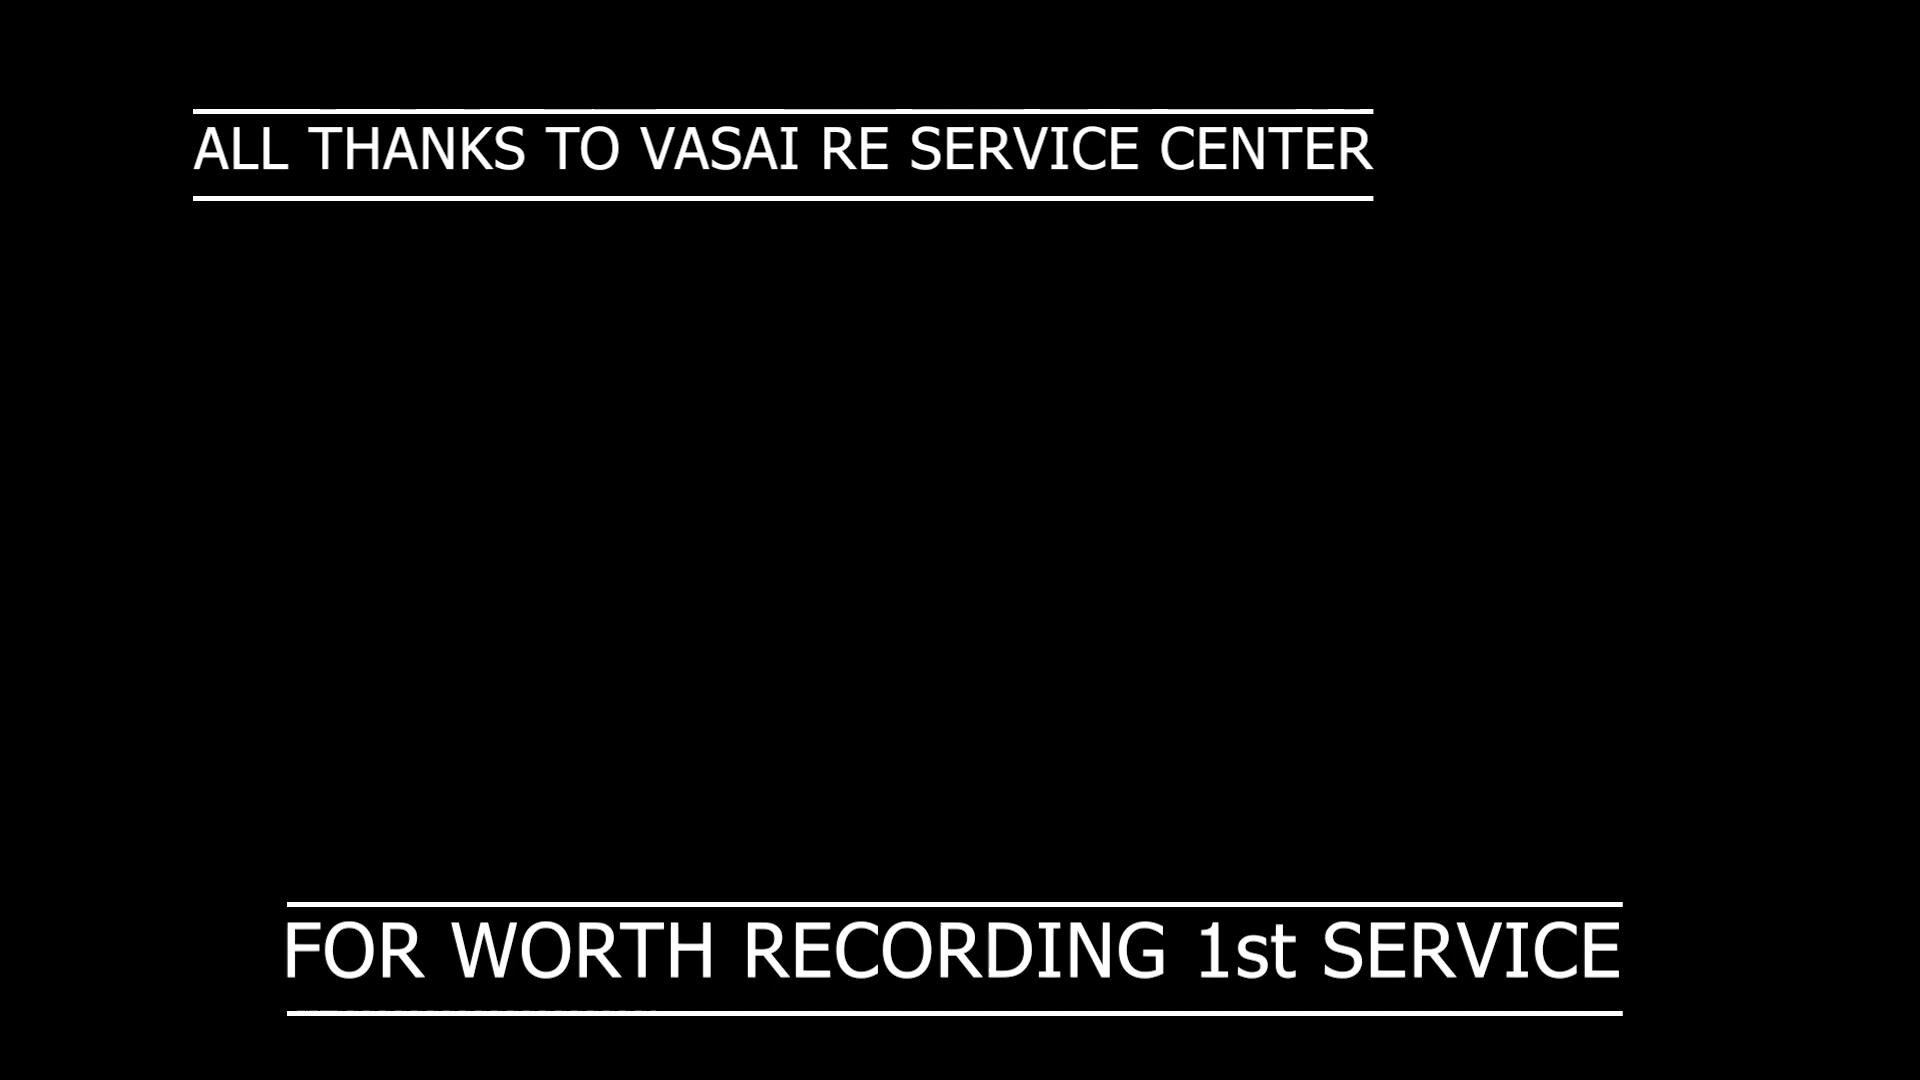 ALL THANKS TO VASAI RE SERVICE CENTER
FOR WORTH RECORDING 1st SERVICE